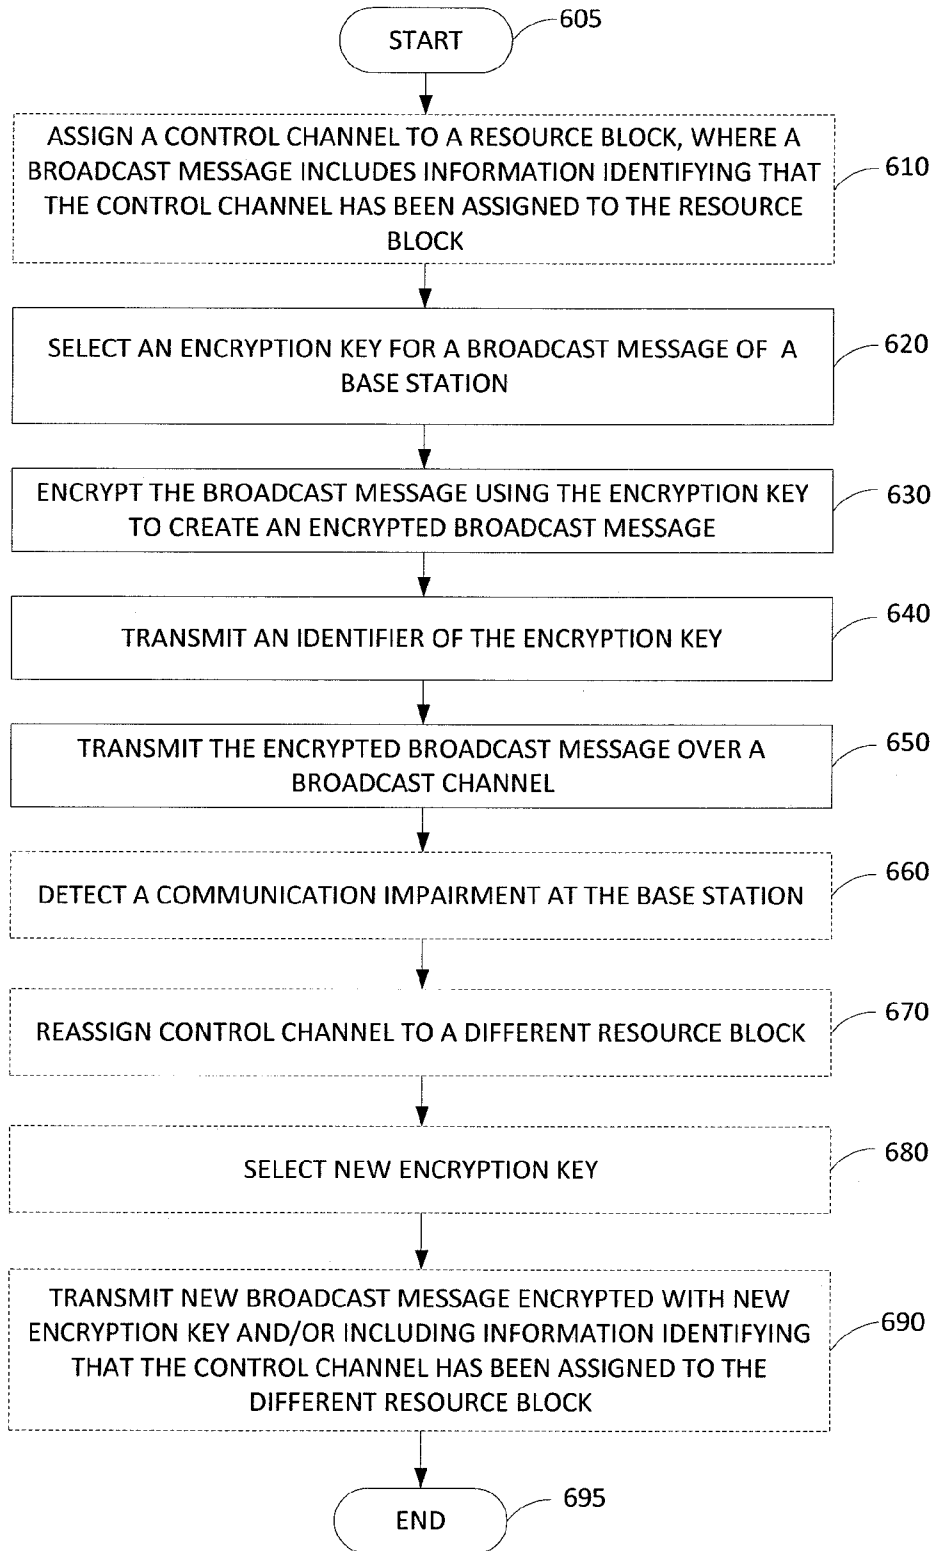 START
605
ASSIGN A CONTROL CHANNEL TO A RESOURCE BLOCK, WHERE A
BROADCAST MESSAGE INCLUDES INFORMATION IDENTIFYING THAT
THE CONTROL CHANNEL HAS BEEN ASSIGNED TO THE RESOURCE
BLOCK
610
SELECT AN ENCRYPTION KEY FOR A BROADCAST MESSAGE OF A
BASE STATION
620
ENCRYPT THE BROADCAST MESSAGE USING THE ENCRYPTION KEY
TO CREATE AN ENCRYPTED BROADCAST MESSAGE
630
TRANSMIT AN IDENTIFIER OF THE ENCRYPTION KEY
640
TRANSMIT THE ENCRYPTED BROADCAST MESSAGE OVER A
BROADCAST CHANNEL
650
DETECT A COMMUNICATION IMPAIRMENT AT THE BASE STATION
660
REASSIGN CONTROL CHANNEL TO A DIFFERENT RESOURCE BLOCK
670
SELECT NEW ENCRYPTION KEY
680
TRANSMIT NEW BROADCAST MESSAGE ENCRYPTED WITH NEW
ENCRYPTION KEY AND/OR INCLUDING INFORMATION IDENTIFYING
THAT THE CONTROL CHANNEL HAS BEEN ASSIGNED TO THE
DIFFERENT RESOURCE BLOCK
690
END
695